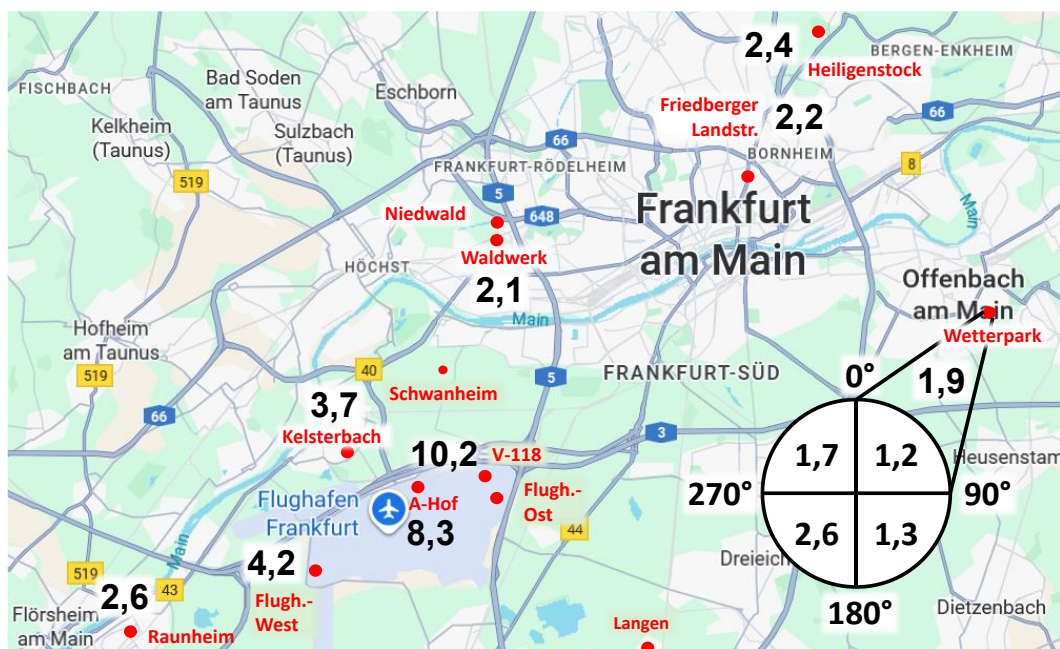 2,4
BERGEN-ENKHEIM
Heiligenstock
Bad Soden
am Taunus
FISCHBACH
Eschborn
Friedberger
Landstr.
2,2
66
Kelkheim
(Taunus)
Sulzbach
(Taunus)
66
BORNHEIM
8
FRANKFURT-RÖDELHEIM
519
5
648
Niedwald
Waldwerk
Frankfurt
am Main
Main
HÖCHST
2,1
Main
Offenbach
am Main
Wetterpark
Hofheim
am Taunus
519
40
Schwanheim
5
FRANKFURT-SÜD
0°
1,9
66
3,7
Kelsterbach
3
10,2
V-118
1,7
1,2
Heusenstam
Flughafen
Frankfurt
A-Hof
Flugh.-
Ost
270°
90°
8,3
44
2,6
1,3
Main
4,2
Dreieich
519
43
Flugh.-
West
180°
Dietzenbach
2,6
Flörsheim
am Main
Raunheim
Langen